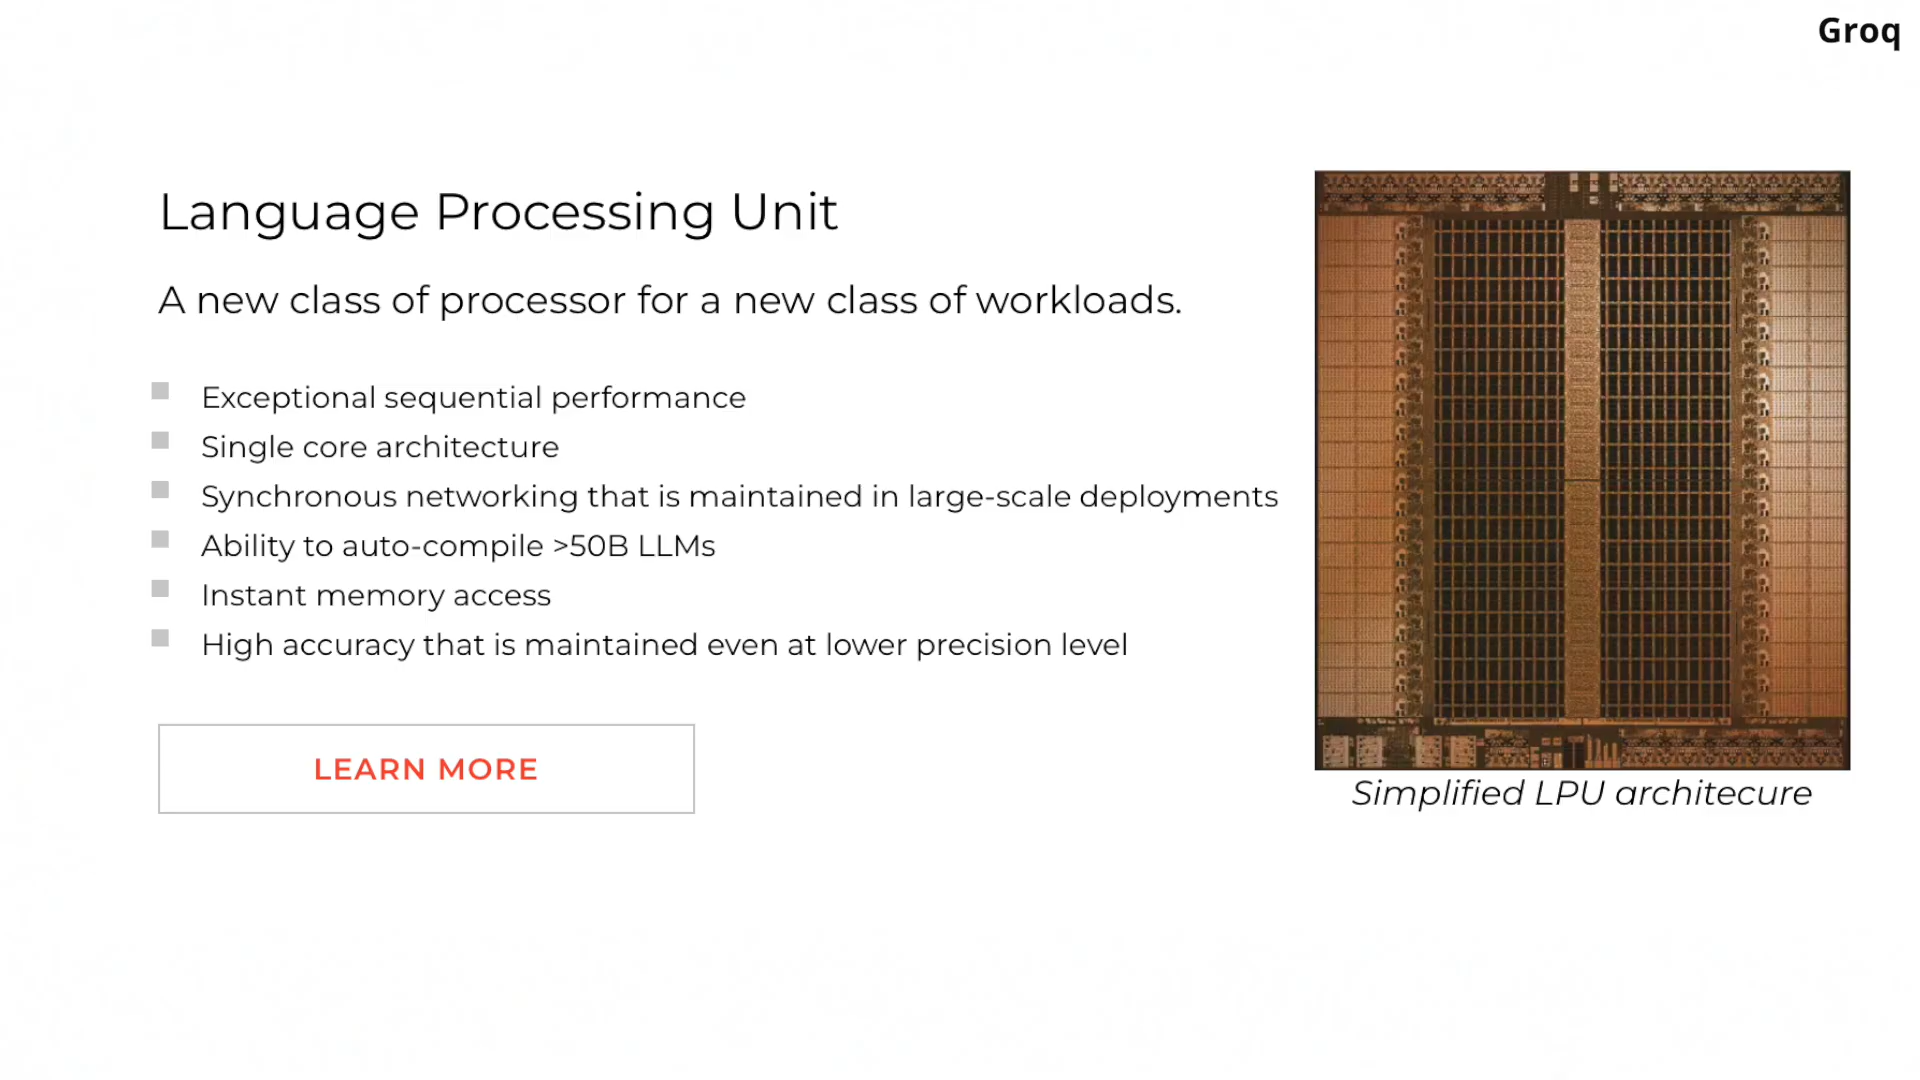 Groq
Language Processing Unit
A new class of processor for a new class of workloads.
Exceptional sequential performance
Single core architecture
Synchronous networking that is maintained in large-scale deployments
Ability to auto-compile >50B LLMs
Instant memory access
High accuracy that is maintained even at lower precision level
LEARN MORE
Simplified LPU architecure